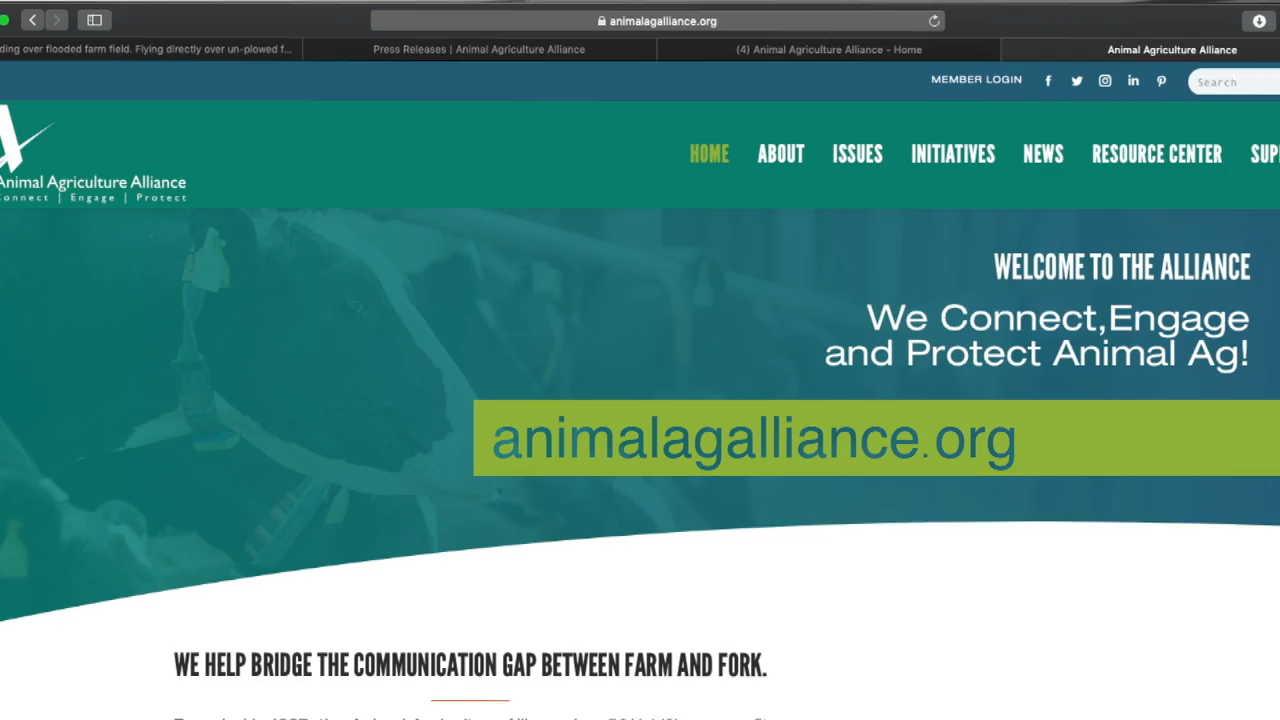 animalagalliance.org
ding over flooded farm field. Flying directly over un-plowed f...
Press Releases | Animal Agriculture Alliance
(4) Animal Agriculture Alliance - Home
Animal Agriculture Alliance
MEMBER LOGIN
Search
HOME ABOUT ISSUES INITIATIVES NEWS RESOURCE CENTER SUPP
Animal Agriculture Alliance
Connect | Engage | Protect
WELCOME TO THE ALLIANCE
We Connect,Engage
and Protect Animal Ag!
animalagalliance.org
WE HELP BRIDGE THE COMMUNICATION GAP BETWEEN FARM AND FORK.